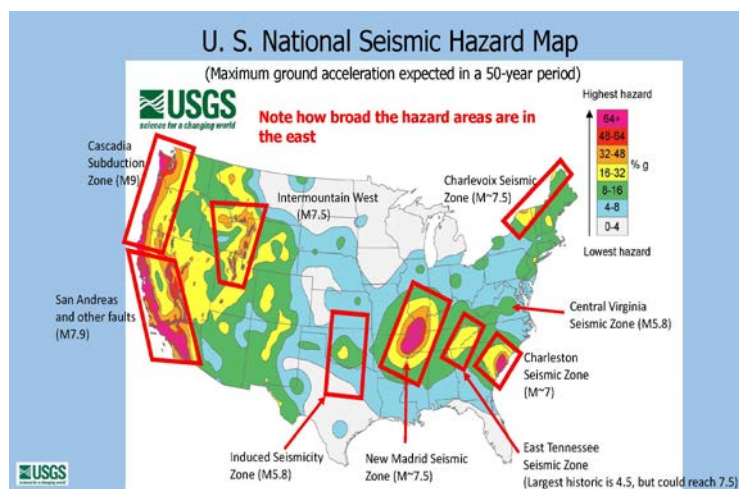 U. S. National Seismic Hazard Map
(Maximum ground acceleration expected in a 50-year period)
USGS
science for a changing world
Note how broad the hazard areas are in
the east
Highest hazard
64+
48-64
32-48
16-32
8-16
4-8
0-4
% g
Lowest hazard
Cascadia
Subduction
Zone (M9)
Intermountain West
(M7.5)
Charlevoix Seismic
Zone (M~7.5)
San Andreas
and other faults
(M7.9)
Central Virginia
Seismic Zone (M5.8)
Charleston
Seismic Zone
(M~7)
Induced Seismicity
Zone (M5.8)
New Madrid Seismic
Zone (M~7.5)
East Tennessee
Seismic Zone
(Largest historic is 4.5, but could reach 7.5)
USGS